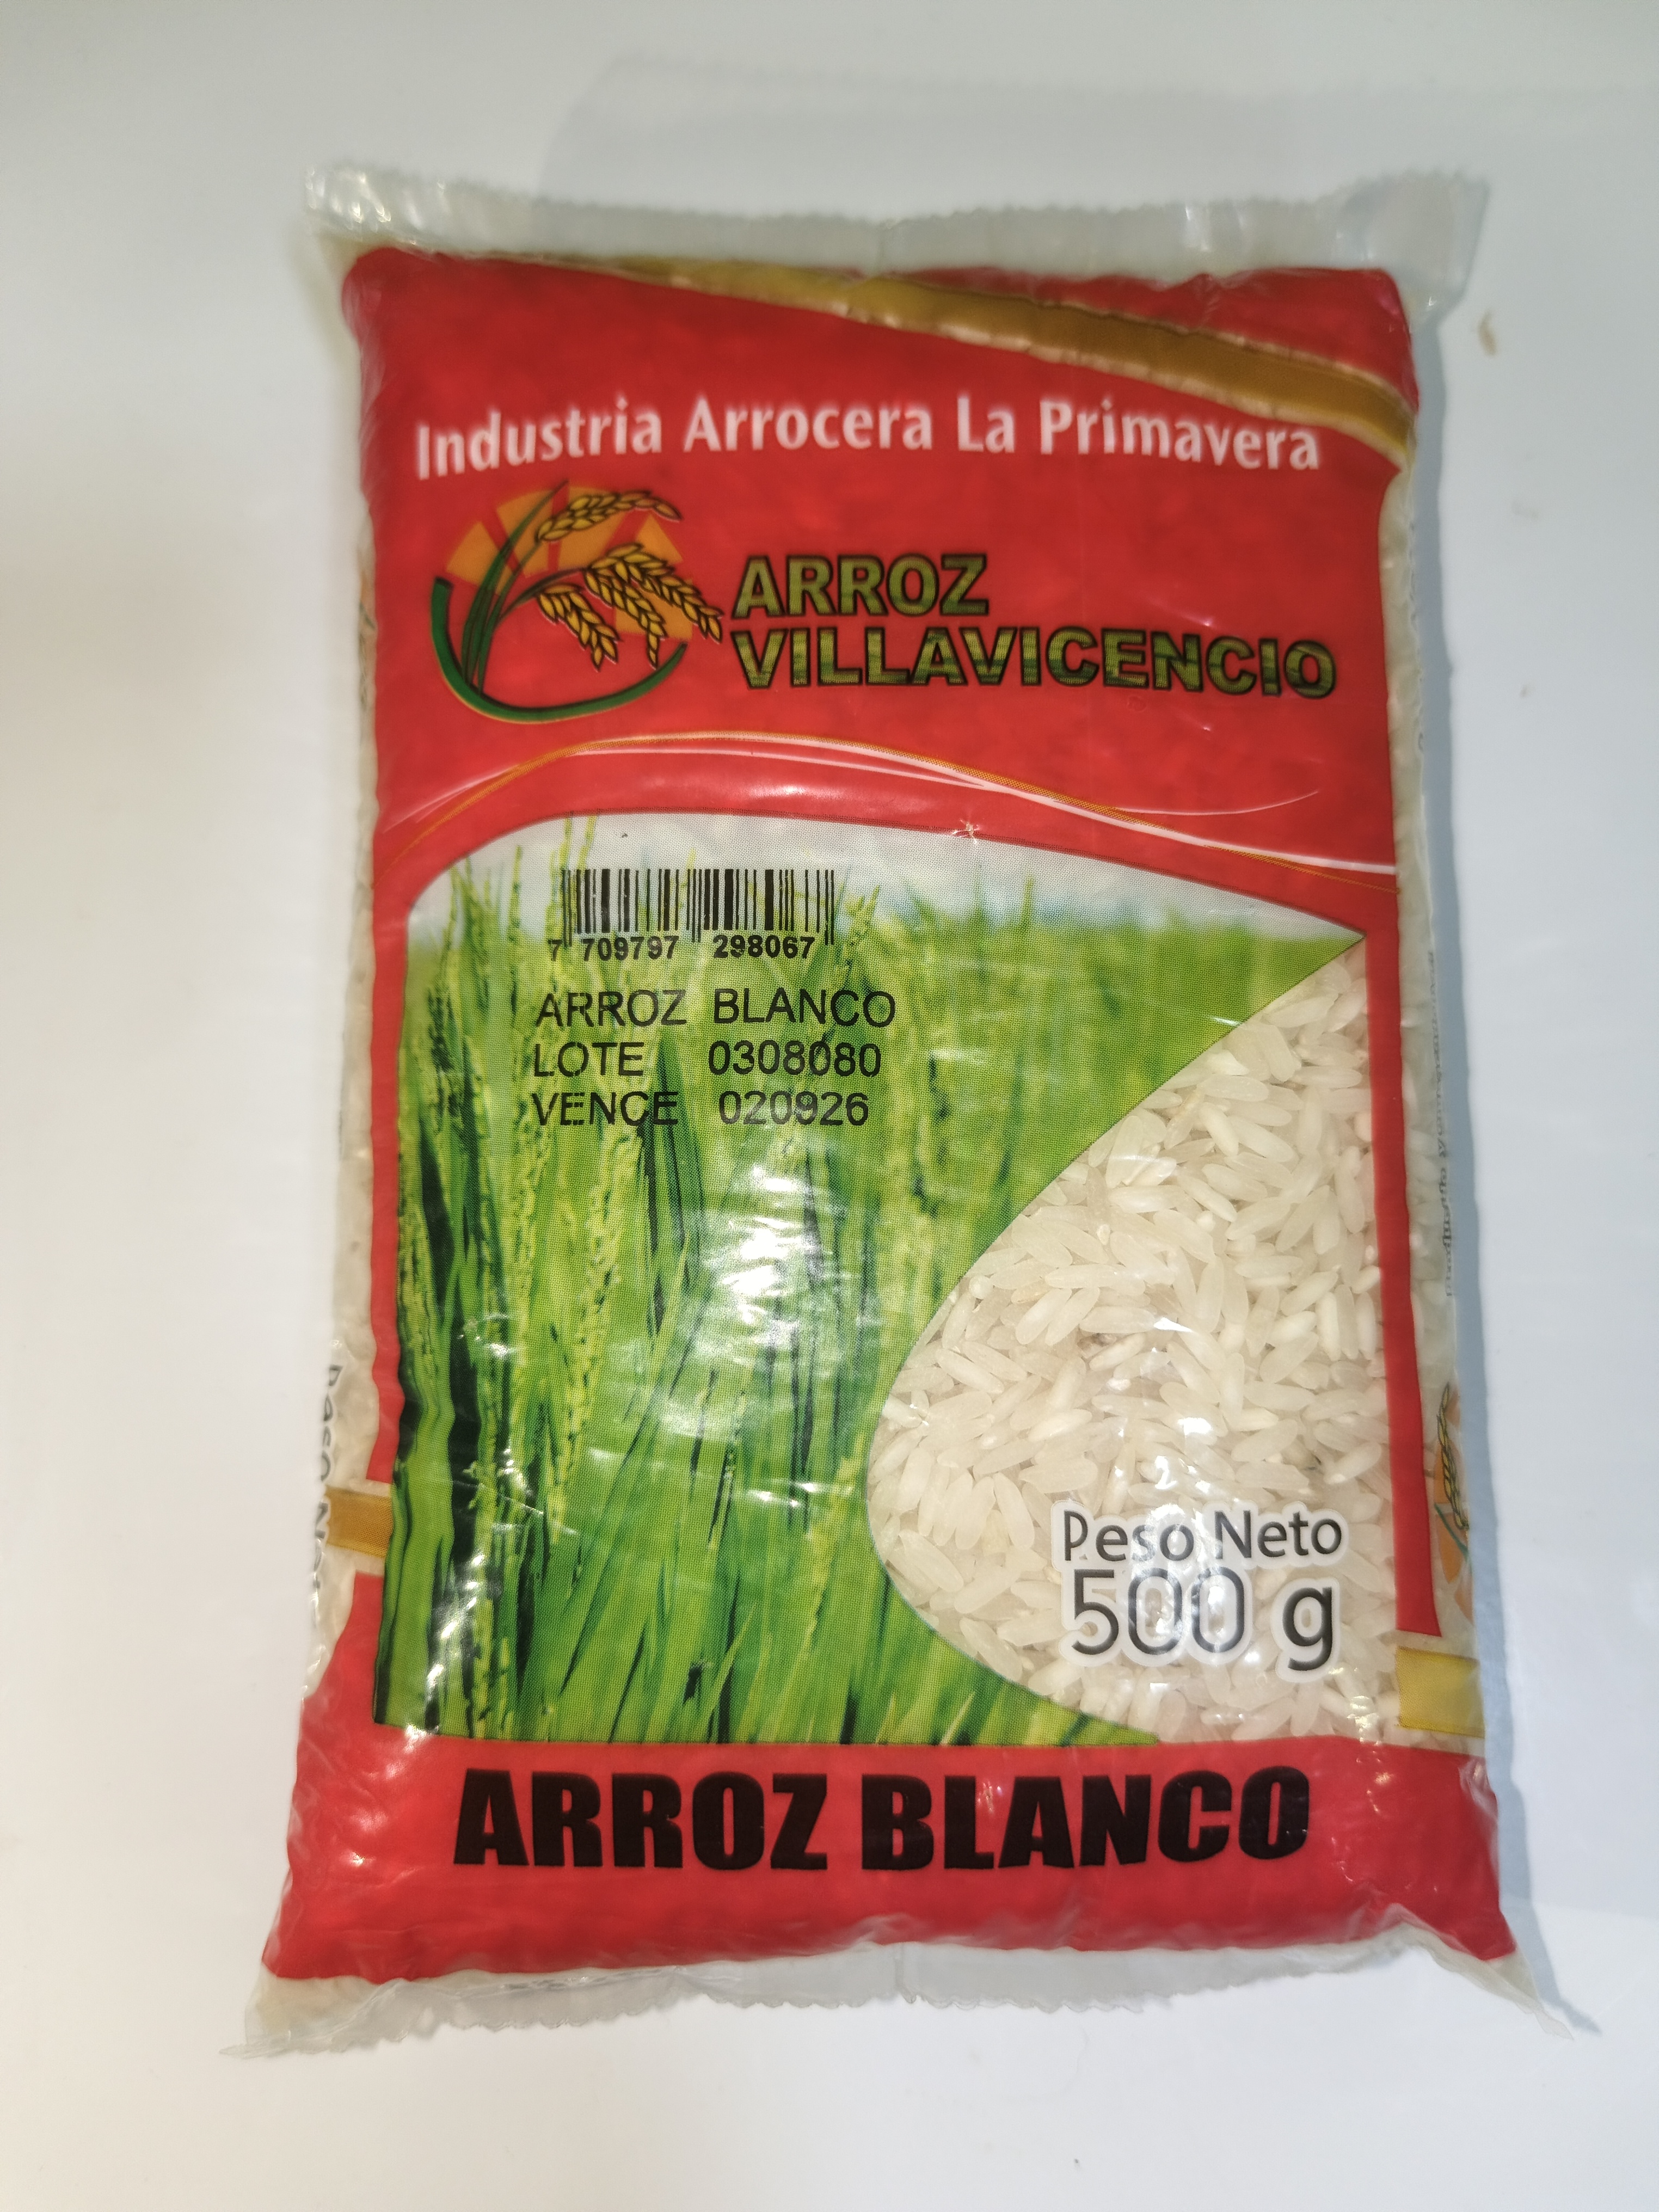 Industria Arrocera La Primavera
ARROZ
VILLAVICENCIO
7 709797 298067
ARROZ BLANCO
LOTE 0308080
VENCE 020926
Peso Neto
500 g
ARROZ BLANCO